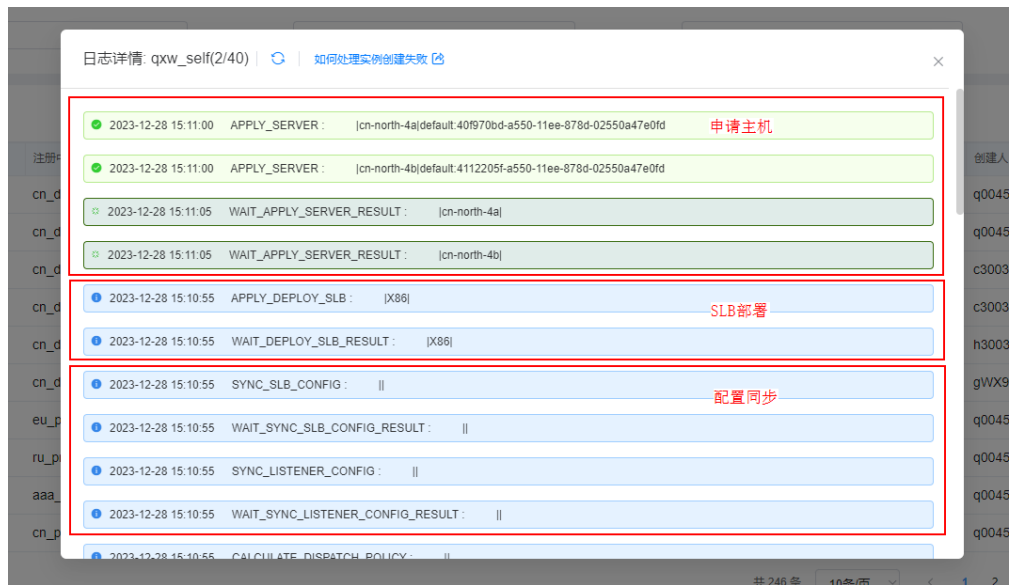 日志详情: qxw_self(2/40) 如何处理实例创建失败
2023-12-28 15:11:00 APPLY_SERVER : |cn-north-4a|default:40f970bd-a550-11ee-878d-02550a47e0fd 申请主机
2023-12-28 15:11:00 APPLY_SERVER : |cn-north-4b|default:4112205f-a550-11ee-878d-02550a47e0fd
2023-12-28 15:11:05 WAIT_APPLY_SERVER_RESULT : |cn-north-4a|
2023-12-28 15:11:05 WAIT_APPLY_SERVER_RESULT : |cn-north-4b|
2023-12-28 15:10:55 APPLY_DEPLOY_SLB : |X86|
SLB部署
2023-12-28 15:10:55 WAIT_DEPLOY_SLB_RESULT : |X86|
2023-12-28 15:10:55 SYNC_SLB_CONFIG : ||
配置同步
2023-12-28 15:10:55 WAIT_SYNC_SLB_CONFIG_RESULT : ||
2023-12-28 15:10:55 SYNC_LISTENER_CONFIG : ||
2023-12-28 15:10:55 WAIT_SYNC_LISTENER_CONFIG_RESULT : ||
2023-12-28 15:10:55 CALCULATE_DISPATCH_POLICY : ||
注册
cn_d
cn_d
cn_d
cn_d
cn_d
cn_d
eu_p
ru_p
aaa_
cn_p
创建人
q0045
q0045
c3003
c3003
h3003
gWX9
q0045
q0045
q0045
q0045
共 246 条 10条/页 1 2